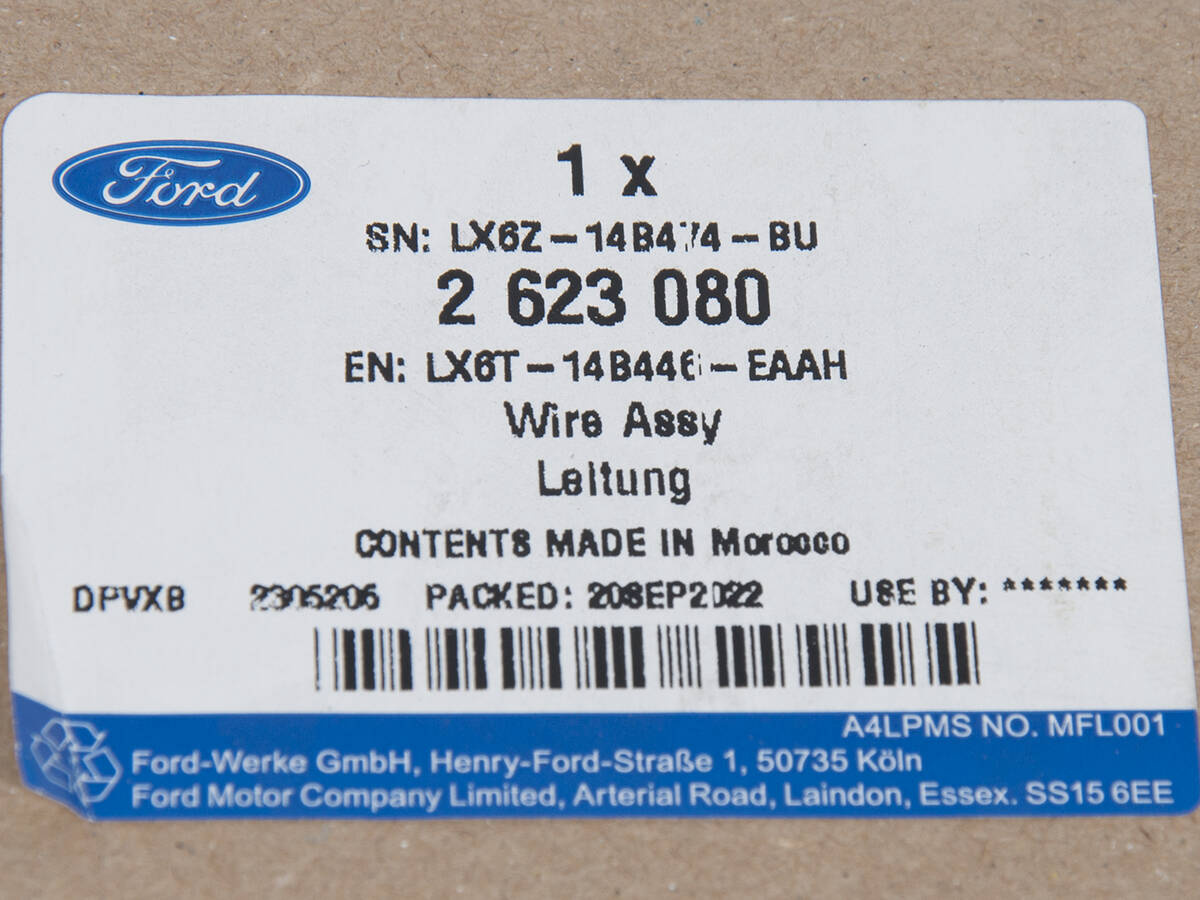 Ford
1 x
SN: LX6Z-14B474-BU
2 623 080
EN: LX6T-14B446-EAAH
Wire Assy
Leitung
CONTENTS MADE IN Morocco
DPVXB 2305206 PACKED: 20SEP2022 USE BY: *******
A4LPMS NO. MFL001
Ford-Werke GmbH, Henry-Ford-Straße 1, 50735 Köln
Ford Motor Company Limited, Arterial Road, Laindon, Essex. SS15 6EE